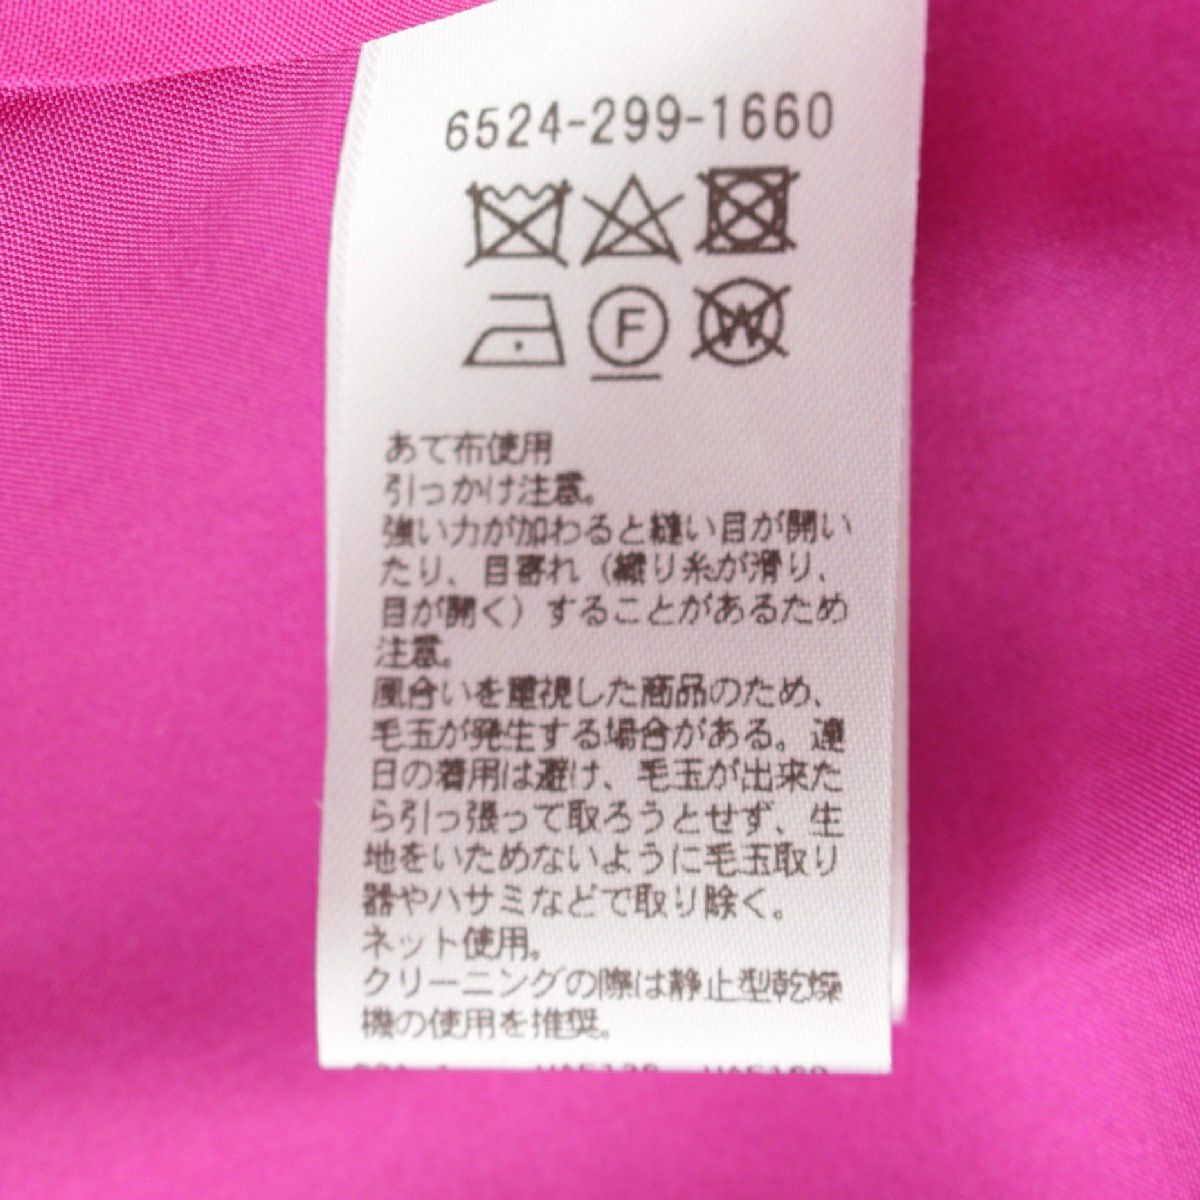 6524-299-1660
F
W
あて布使用
引っかけ注意。
強い力が加わると縫い目が開い
たり、目寄れ（織り糸が滑り、
目が開く）することがあるため
注意。
風合いを重視した商品のため、
毛玉が発生する場合がある。連
日の着用は避け、毛玉が出来た
ら引っ張って取ろうとせず、生
地をいためないように毛玉取り
器やハサミなどで取り除く。
ネット使用。
クリーニングの際は静止型乾燥
機の使用を推奨。